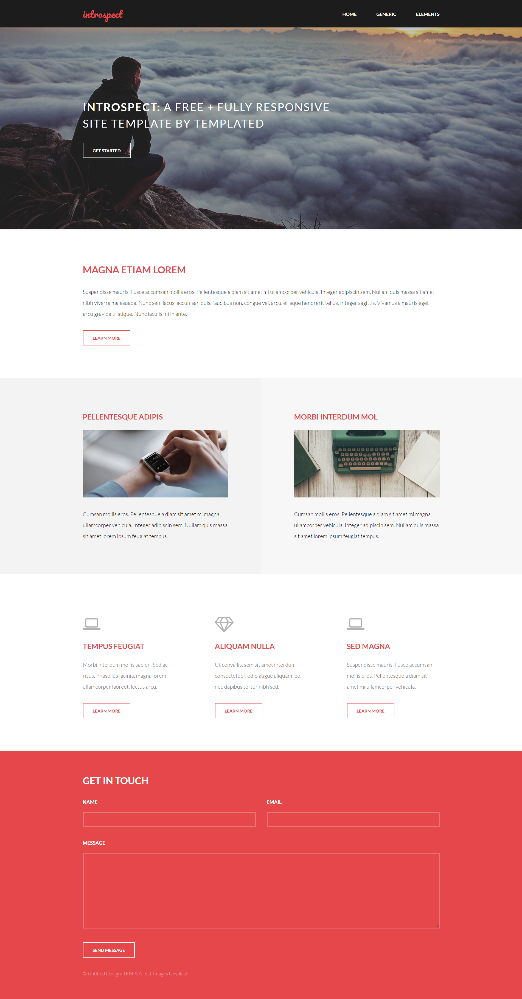 introspect
HOME GENERIC ELEMENTS
INTROSPECT: A FREE + FULLY RESPONSIVE
SITE TEMPLATE BY TEMPLATED
GET STARTED
MAGNA ETIAM LOREM
Suspendisse mauris. Fusce accumsan mollis eros. Pellentesque a diam sit amet mi ullamcorper vehicula. Integer adipiscin sem. Nullam quis massa sit amet
nibh viverra malesuada. Nunc sem lacus, accumsan quis, faucibus non, congue vel, arcu, erisque hendrerit tellus. Integer sagittis. Vivamus a mauris eget
arcu gravida tristique. Nunc iaculis mi in ante.
LEARN MORE
PELLENTESQUE ADIPIS
5:42
Cumsan mollis eros. Pellentesque a diam sit amet mi magna
ullamcorper vehicula. Integer adipiscin sem. Nullam quis massa
sit amet lorem ipsum feugiat tempus.
MORBI INTERDUM MOL
Cumsan mollis eros. Pellentesque a diam sit amet mi magna
ullamcorper vehicula. Integer adipiscin sem. Nullam quis massa
sit amet lorem ipsum feugiat tempus.
TEMPUS FEUGIAT
Morbi interdum mollis sapien. Sed ac
risus. Phasellus lacinia, magna lorem
ullamcorper laoreet, lectus arcu.
LEARN MORE
ALIQUAM NULLA
Ut convallis, sem sit amet interdum
consectetuer, odio augue aliquam leo,
nec dapibus tortor nibh sed.
LEARN MORE
SED MAGNA
Suspendisse mauris. Fusce accumsan
mollis eros. Pellentesque a diam sit
amet mi ullamcorper vehicula.
LEARN MORE
GET IN TOUCH
NAME
EMAIL
MESSAGE
SEND MESSAGE
© Untitled Design: TEMPLATED. Images Unsplash